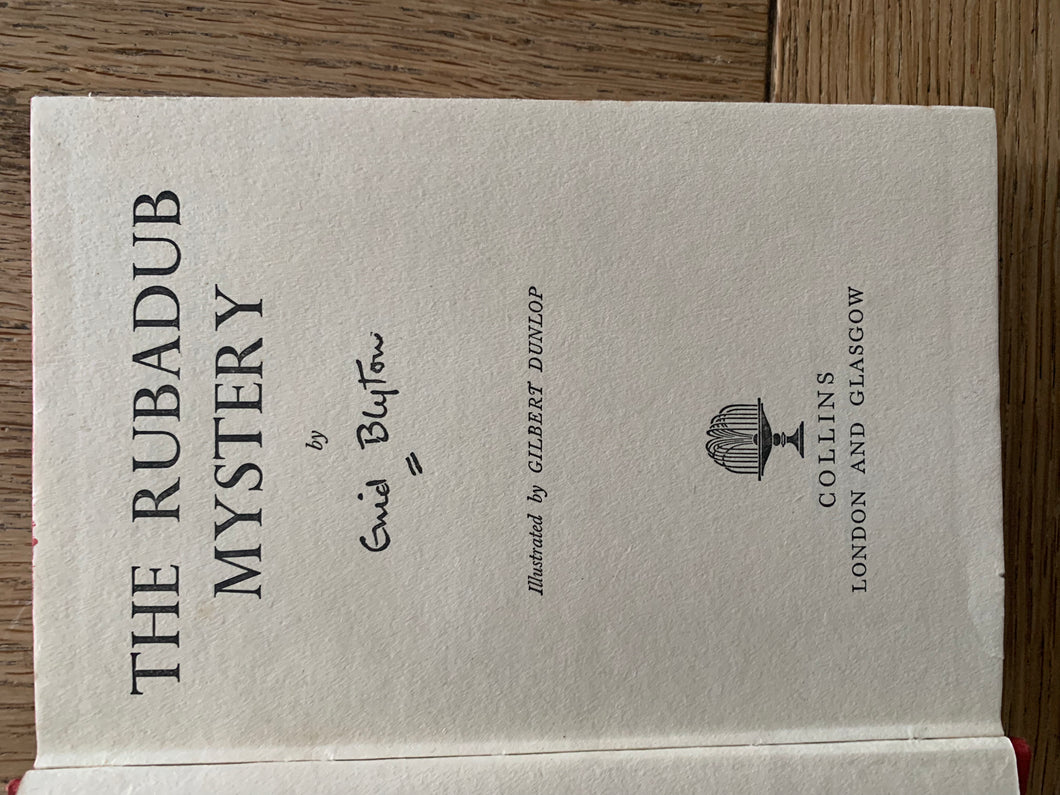 THE RUBADUB
MYSTERY
by
Enid Blyton
Illustrated by GILBERT DUNLOP
COLLINS
LONDON AND GLASGOW